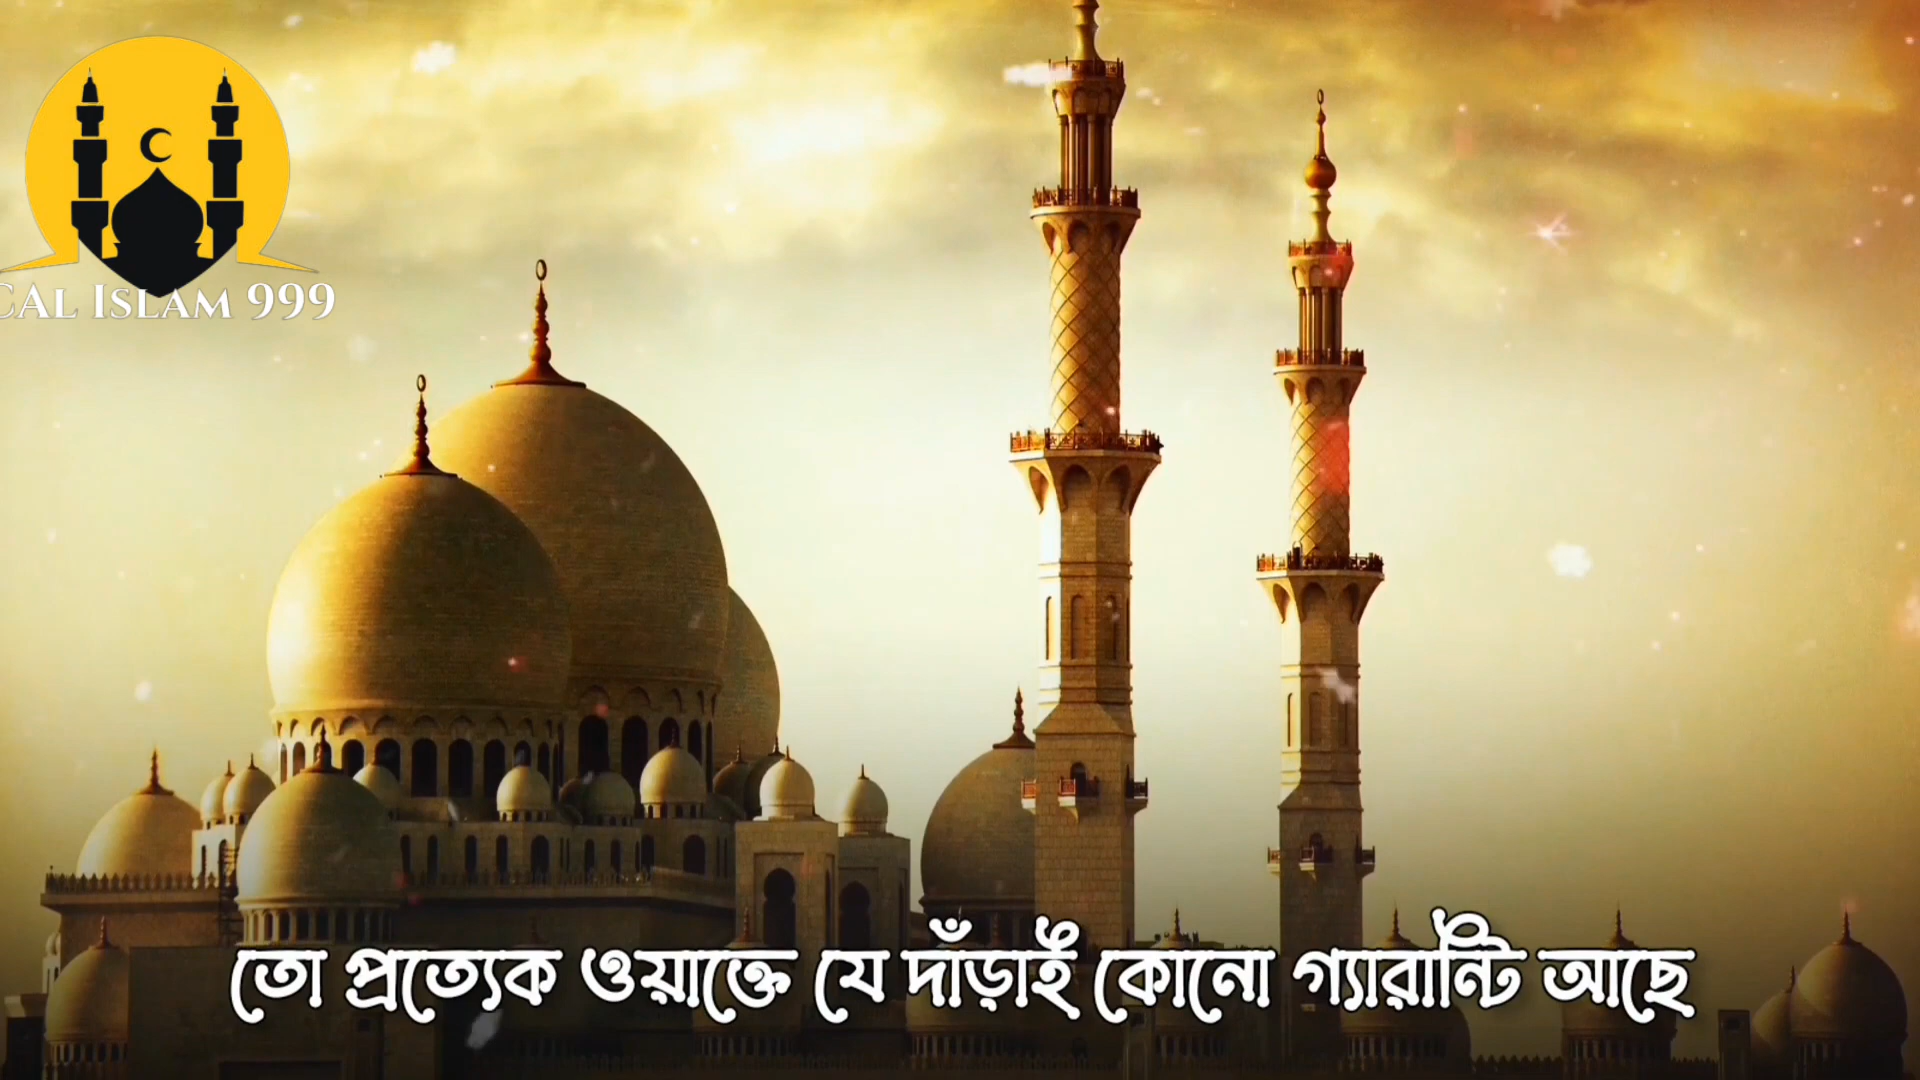 CAL ISLAM 999
তো প্রত্যেক ওয়াক্তে যে দাঁড়াই কোনো গ্যারান্টি আছে